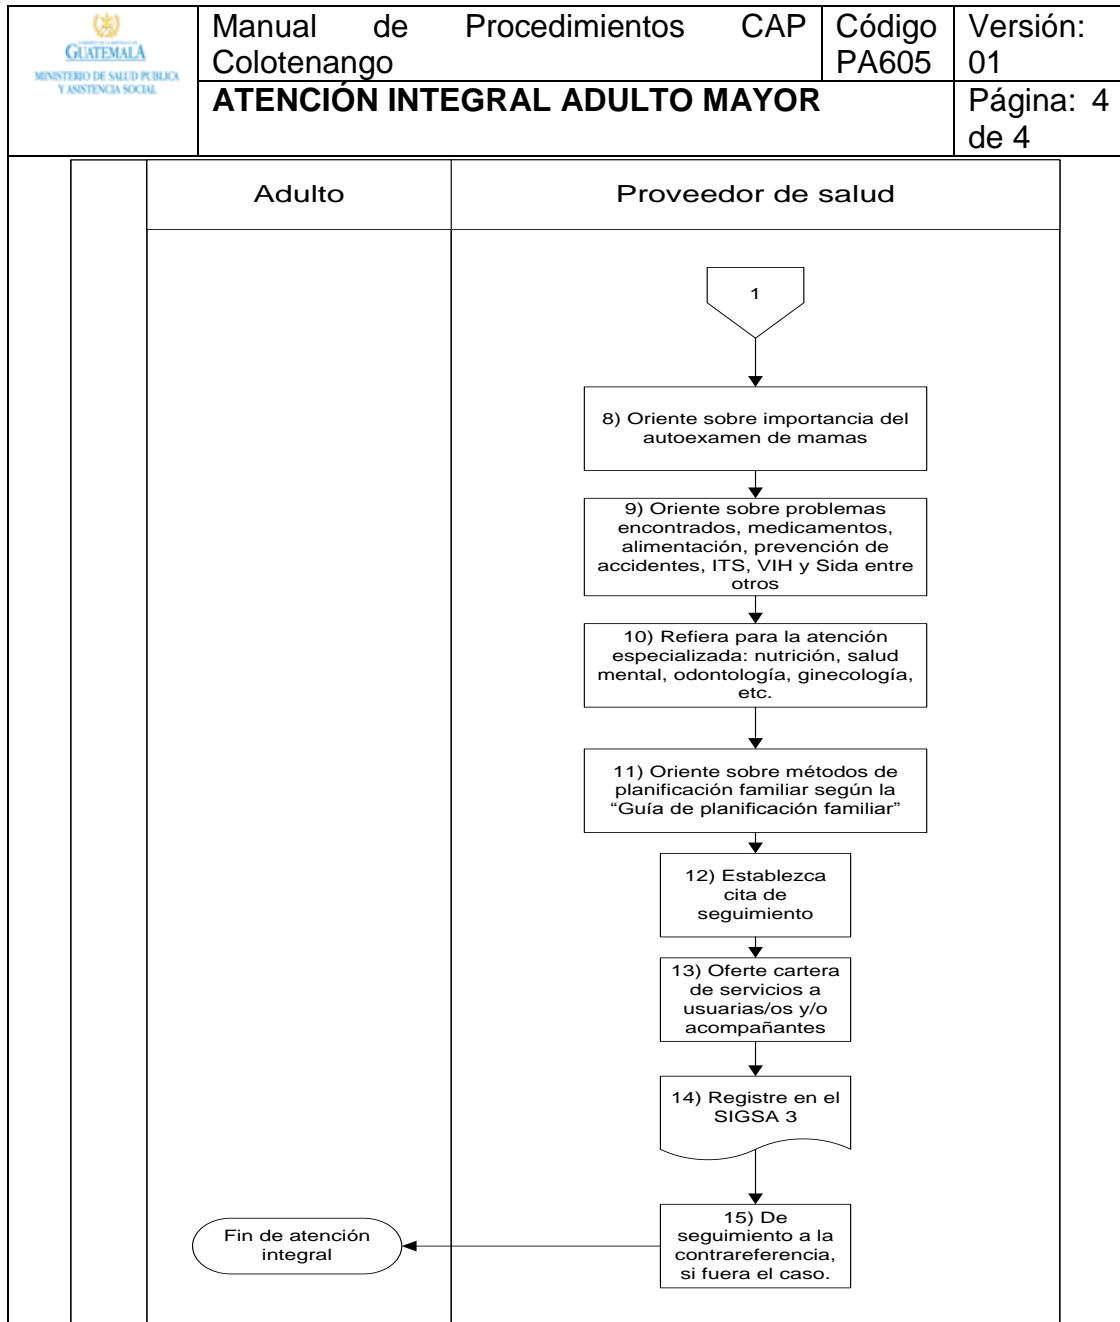 GOBIERNO DE LA REPÚBLICA DE
GUATEMALA
MINISTERIO DE SALUD PUBLICA
Y ASISTENCIA SOCIAL
Manual de Procedimientos CAP
Colotenango
Código
PA605
Versión:
01
ATENCIÓN INTEGRAL ADULTO MAYOR
Página: 4
de 4
Adulto
Proveedor de salud
1
8) Oriente sobre importancia del
autoexamen de mamas
9) Oriente sobre problemas
encontrados, medicamentos,
alimentación, prevención de
accidentes, ITS, VIH y Sida entre
otros
10) Refiera para la atención
especializada: nutrición, salud
mental, odontología, ginecología,
etc.
11) Oriente sobre métodos de
planificación familiar según la
“Guía de planificación familiar”
12) Establezca
cita de
seguimiento
13) Oferte cartera
de servicios a
usuarias/os y/o
acompañantes
14) Registre en el
SIGSA 3
15) De
seguimiento a la
contrareferencia,
si fuera el caso.
Fin de atención
integral